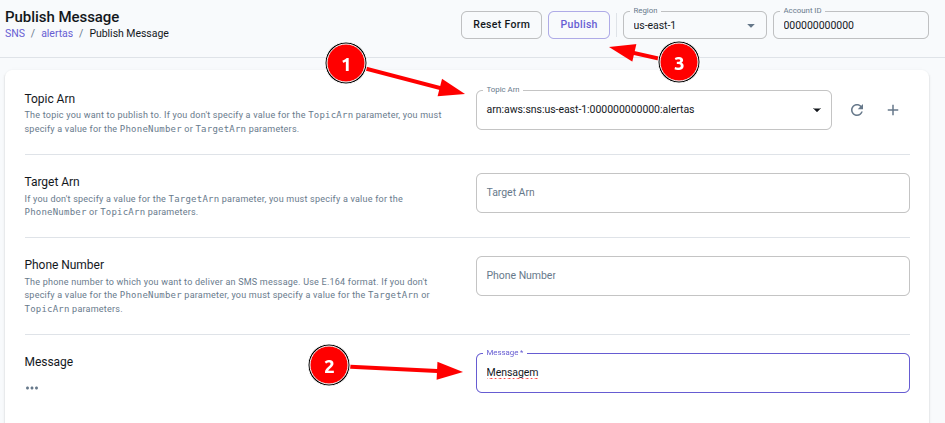 Publish Message
SNS / alertas / Publish Message
Reset Form
Publish
Region
us-east-1
Account ID
000000000000
1
3
Topic Arn
The topic you want to publish to. If you don't specify a value for the TopicArn parameter, you must
specify a value for the PhoneNumber or TargetArn parameters.
Topic Arn
arn:aws:sns:us-east-1:000000000000:alertas
Target Arn
If you don't specify a value for the TargetArn parameter, you must specify a value for the
PhoneNumber or TopicArn parameters.
Target Arn
Phone Number
The phone number to which you want to deliver an SMS message. Use E.164 format. If you don't
specify a value for the PhoneNumber parameter, you must specify a value for the TargetArn or
TopicArn parameters.
Phone Number
Message
•••
2
Message *
Mensagem